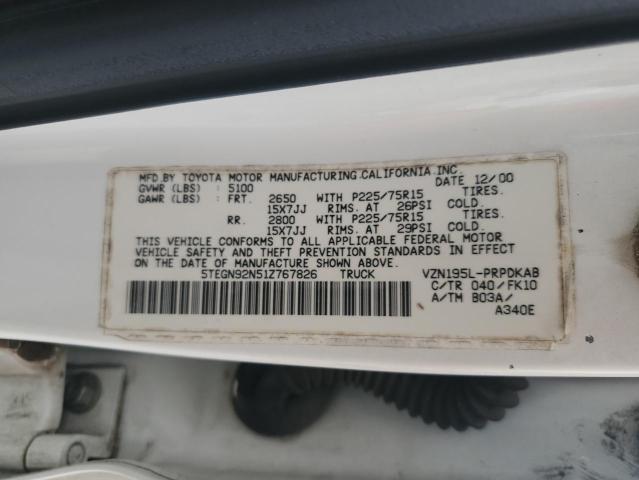 MFD.BY TOYOTA MOTOR MANUFACTURING.CALIFORNIA.INC.
GVWR (LBS) : 5100 DATE 12/00
GAWR (LBS) : FRT. 2650 WITH P225/75R15 TIRES.
15X7JJ RIMS. AT 26PSI COLD.
RR. 2800 WITH P225/75R15 TIRES.
15X7JJ RIMS. AT 29PSI COLD.
THIS VEHICLE CONFORMS TO ALL APPLICABLE FEDERAL MOTOR
VEHICLE SAFETY AND THEFT PREVENTION STANDARDS IN EFFECT
ON THE DATE OF MANUFACTURE SHOWN ABOVE.
5TEGN92N51Z767826 TRUCK VZN195L-PRPDKAB
C/TR 040/FK10
A/TM B03A/
A340E